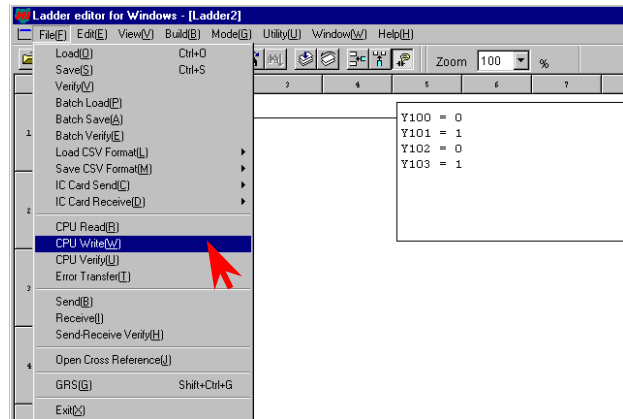 Ladder editor for Windows - [Ladder2]
File(F) Edit(E) View(V) Build(B) Mode(G) Utility(U) Window(W) Help(H)
Zoom 100 %
Load(O) Ctrl+O
Save(S) Ctrl+S
Verify(V)
Batch Load(P)
Batch Save(A)
Batch Verify(E)
Load CSV Format(L)
Save CSV Format(M)
IC Card Send(C)
IC Card Receive(D)
CPU Read(R)
CPU Write(W)
CPU Verify(U)
Error Transfer(T)
Send(B)
Receive(I)
Send-Receive Verify(H)
Open Cross Reference(J)
GRS(G) Shift+Ctrl+G
Exit(X)
3 4 5 6 7
1
2
3
4
Y100 = 0
Y101 = 1
Y102 = 0
Y103 = 1